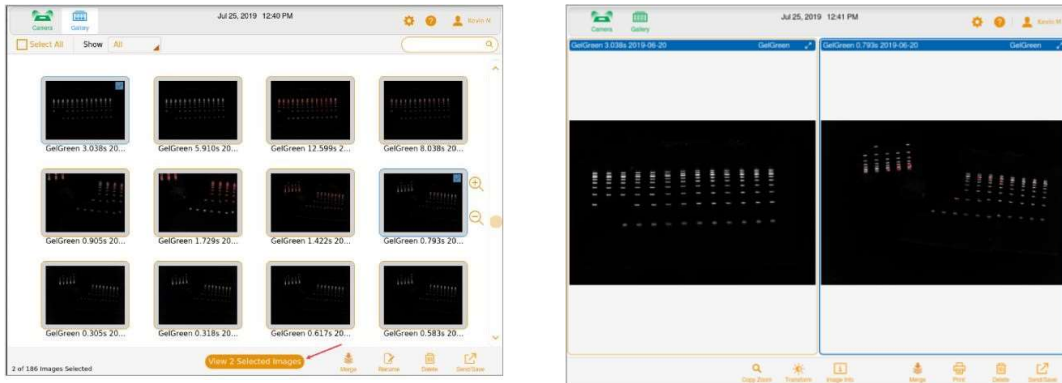 Jul 25, 2019 12:40 PM
Camera Gallery Kevin N
Select All Show All
GelGreen 3.038s 20... GelGreen 5.910s 20... GelGreen 12.599s 2... GelGreen 8.038s 20...
GelGreen 0.905s 20... GelGreen 1.729s 20... GelGreen 1.422s 20... GelGreen 0.793s 20...
GelGreen 0.305s 20... GelGreen 0.318s 20... GelGreen 0.617s 20... GelGreen 0.583s 20...
2 of 186 Images Selected View 2 Selected Images Merge Rename Delete Send/Save
Jul 25, 2019 12:41 PM
Camera Gallery Kevin N
GelGreen 3.038s 2019-06-20 GelGreen GelGreen 0.793s 2019-06-20 GelGreen
Copy Zoom Transform Image Info Merge Print Delete Send/Save